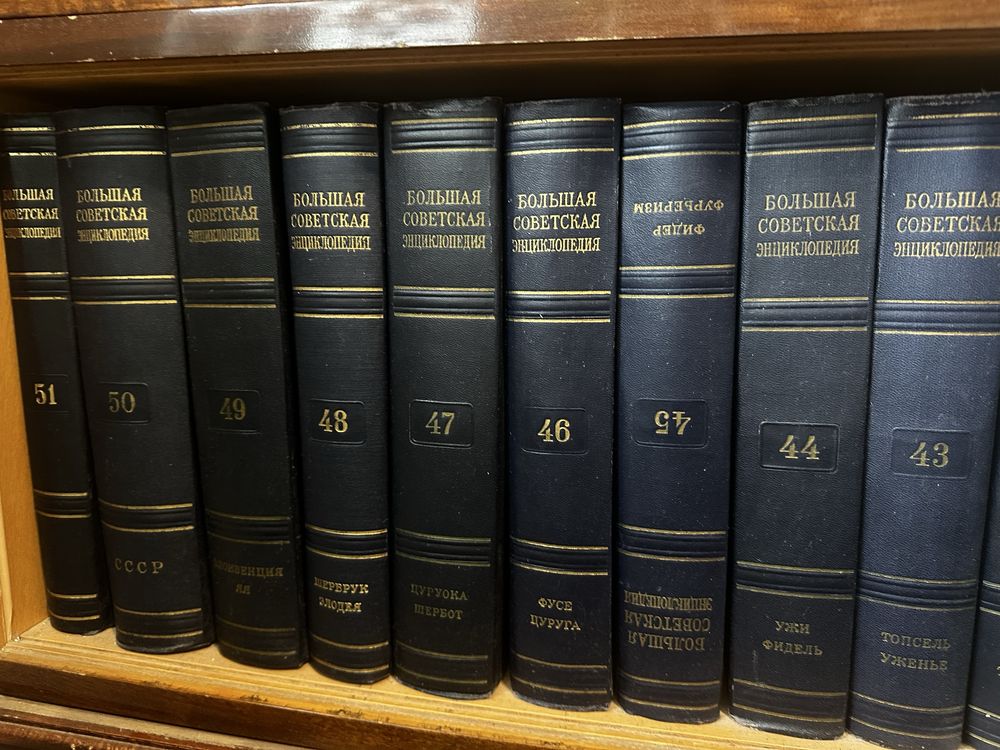 БОЛЬШАЯ
СОВЕТСКАЯ
ЭНЦИКЛОПЕДИЯ
51
БОЛЬШАЯ
СОВЕТСКАЯ
ЭНЦИКЛОПЕДИЯ
50
СССР
БОЛЬШАЯ
СОВЕТСКАЯ
ЭНЦИКЛОПЕДИЯ
49
ЯЯ
БОЛЬШАЯ
СОВЕТСКАЯ
ЭНЦИКЛОПЕДИЯ
48
ШЕРБРУК
ЭЛОДЕЯ
БОЛЬШАЯ
СОВЕТСКАЯ
ЭНЦИКЛОПЕДИЯ
47
ЦУРУОКА
ШЕРБОТ
БОЛЬШАЯ
СОВЕТСКАЯ
ЭНЦИКЛОПЕДИЯ
46
ФУСЕ
ЦУРУГА
БОЛЬШАЯ
СОВЕТСКАЯ
ЭНЦИКЛОПЕДИЯ
45
ФИДЕР
ФУРЬЕРИЗМ
БОЛЬШАЯ
СОВЕТСКАЯ
ЭНЦИКЛОПЕДИЯ
44
УЖИ
ФИДЕЛЬ
БОЛЬШАЯ
СОВЕТСКАЯ
ЭНЦИКЛОПЕДИЯ
43
ТОПСЕЛЬ
УЖЕНЬЕ